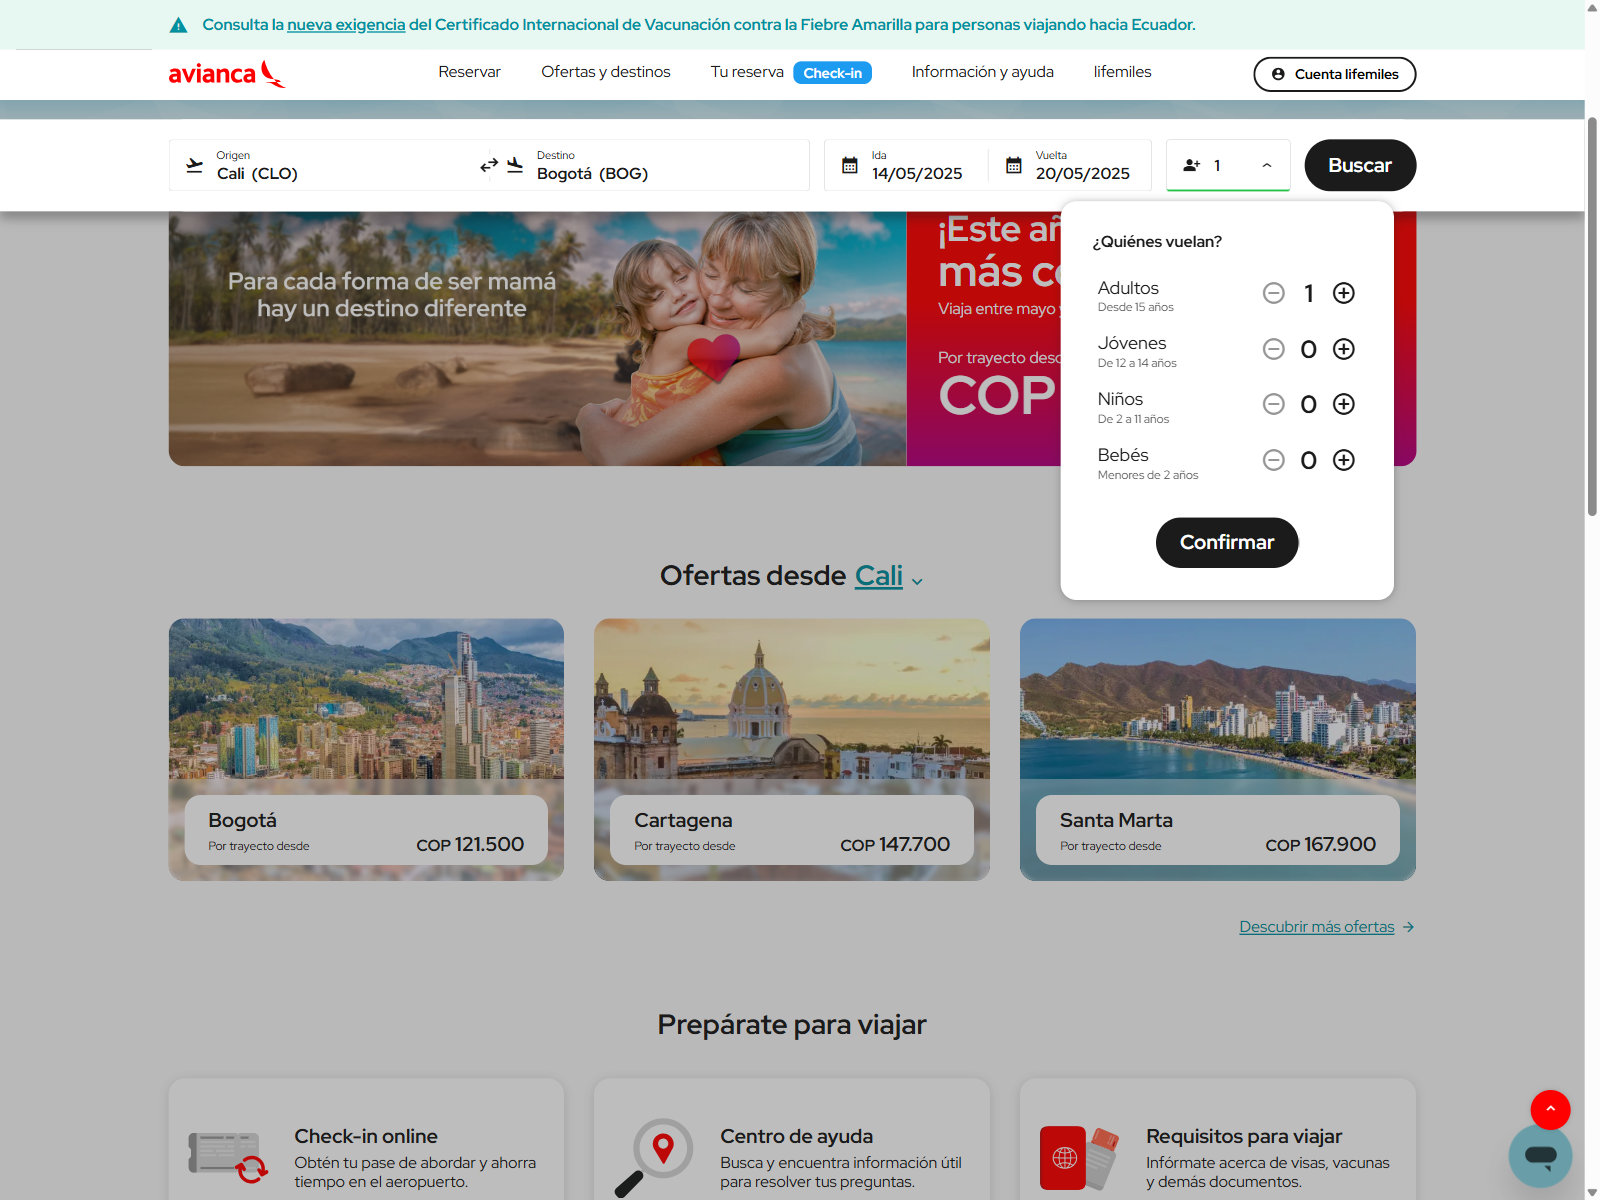 Consulta la nueva exigencia del Certificado Internacional de Vacunación contra la Fiebre Amarilla para personas viajando hacia Ecuador.
avianca
Reservar
Ofertas y destinos
Tu reserva
Check-in
Información y ayuda
lifemiles
Cuenta lifemiles
Origen
Cali (CLO)
Destino
Bogotá (BOG)
Ida
14/05/2025
Vuelta
20/05/2025
1
Buscar
Para cada forma de ser mamá
hay un destino diferente
¡Este
más
Viaja entre mayo
Por trayecto
COP
¿Quiénes vuelan?
Adultos
Desde 15 años
1
Jóvenes
De 12 a 14 años
0
Niños
De 2 a 11 años
0
Bebés
Menores de 2 años
0
Confirmar
Ofertas desde Cali
Bogotá
Por trayecto desde
COP 121.500
Cartagena
Por trayecto desde
COP 147.700
Santa Marta
Por trayecto desde
COP 167.900
Descubrir más ofertas
Prepárate para viajar
Check-in online
Obtén tu pase de abordar y ahorra
tiempo en el aeropuerto.
Centro de ayuda
Busca y encuentra información útil
para resolver tus preguntas.
Requisitos para viajar
Infórmate acerca de visas, vacunas
y demás documentos.